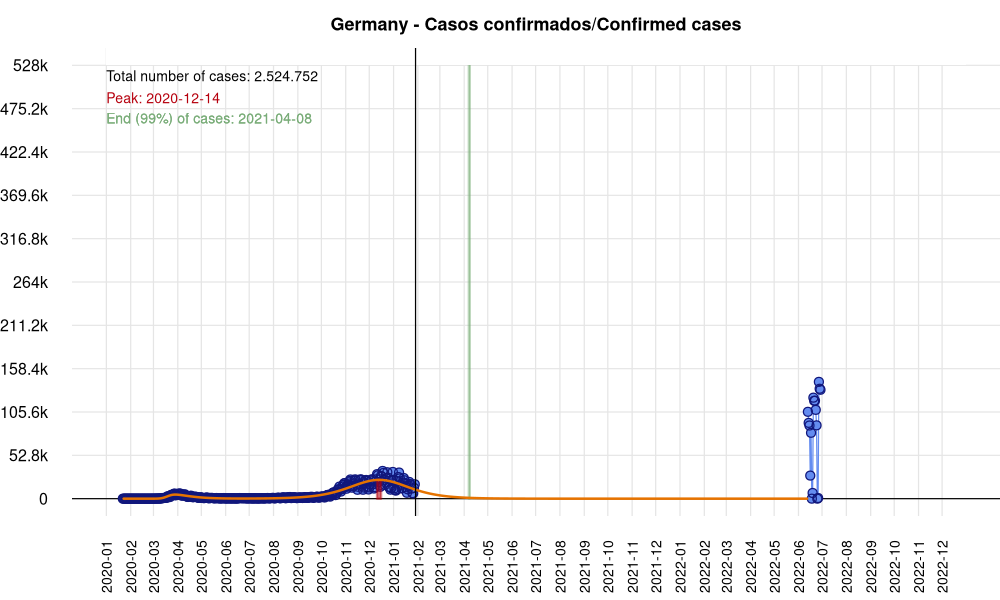 Germany - Casos confirmados/Confirmed cases
Total number of cases: 2.524.752
Peak: 2020-12-14
End (99%) of cases: 2021-04-08
528k
475.2k
422.4k
369.6k
316.8k
264k
211.2k
158.4k
105.6k
52.8k
0
2020-01
2020-02
2020-03
2020-04
2020-05
2020-06
2020-07
2020-08
2020-09
2020-10
2020-11
2020-12
2021-01
2021-02
2021-03
2021-04
2021-05
2021-06
2021-07
2021-08
2021-09
2021-10
2021-11
2021-12
2022-01
2022-02
2022-03
2022-04
2022-05
2022-06
2022-07
2022-08
2022-09
2022-10
2022-11
2022-12